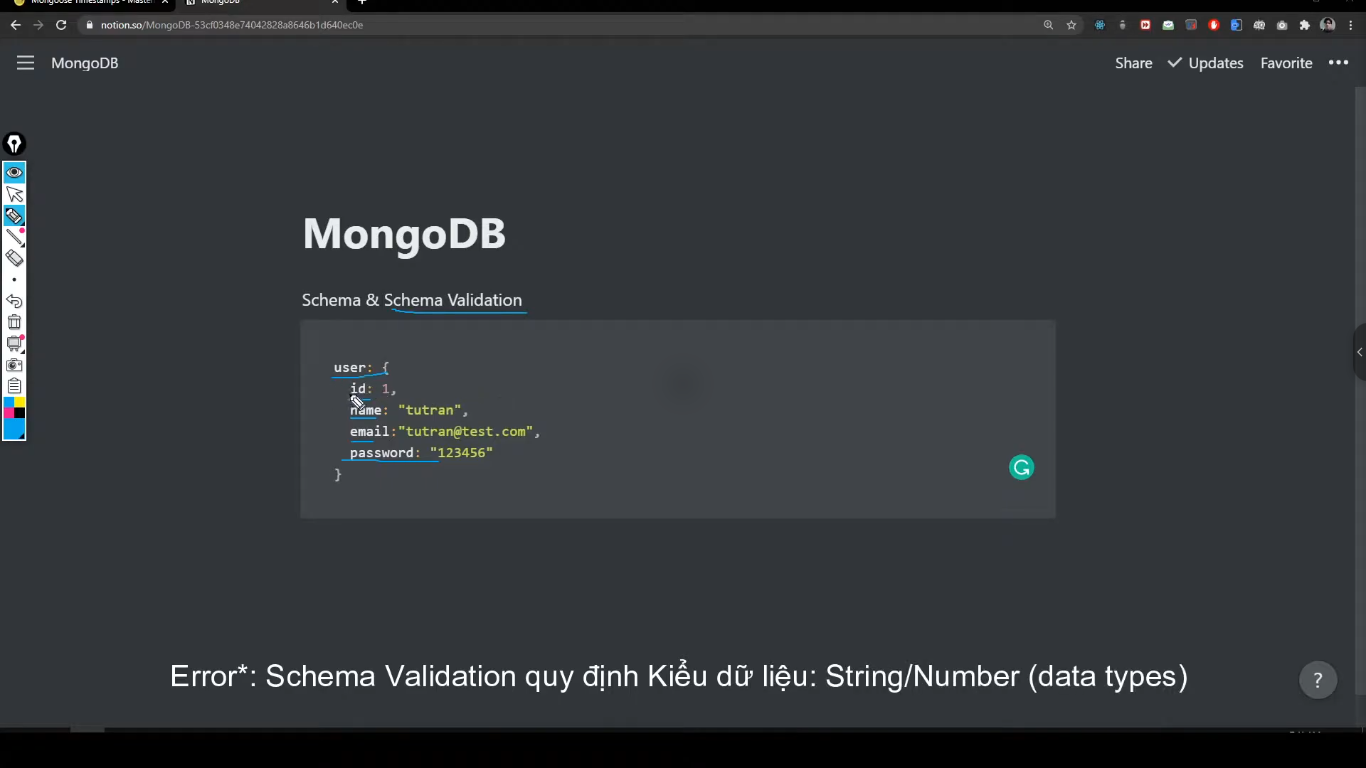 Mongoose Timestamps - Master
MongoDB
notion.so/MongoDB-53cf0348e74042828a8646b1d640ec0e
MongoDB
Share
Updates
Favorite
MongoDB
Schema & Schema Validation
user: {
id: 1,
name: "tutran",
email:"tutran@test.com",
password: "123456"
}
Error*: Schema Validation quy định Kiểu dữ liệu: String/Number (data types)
?